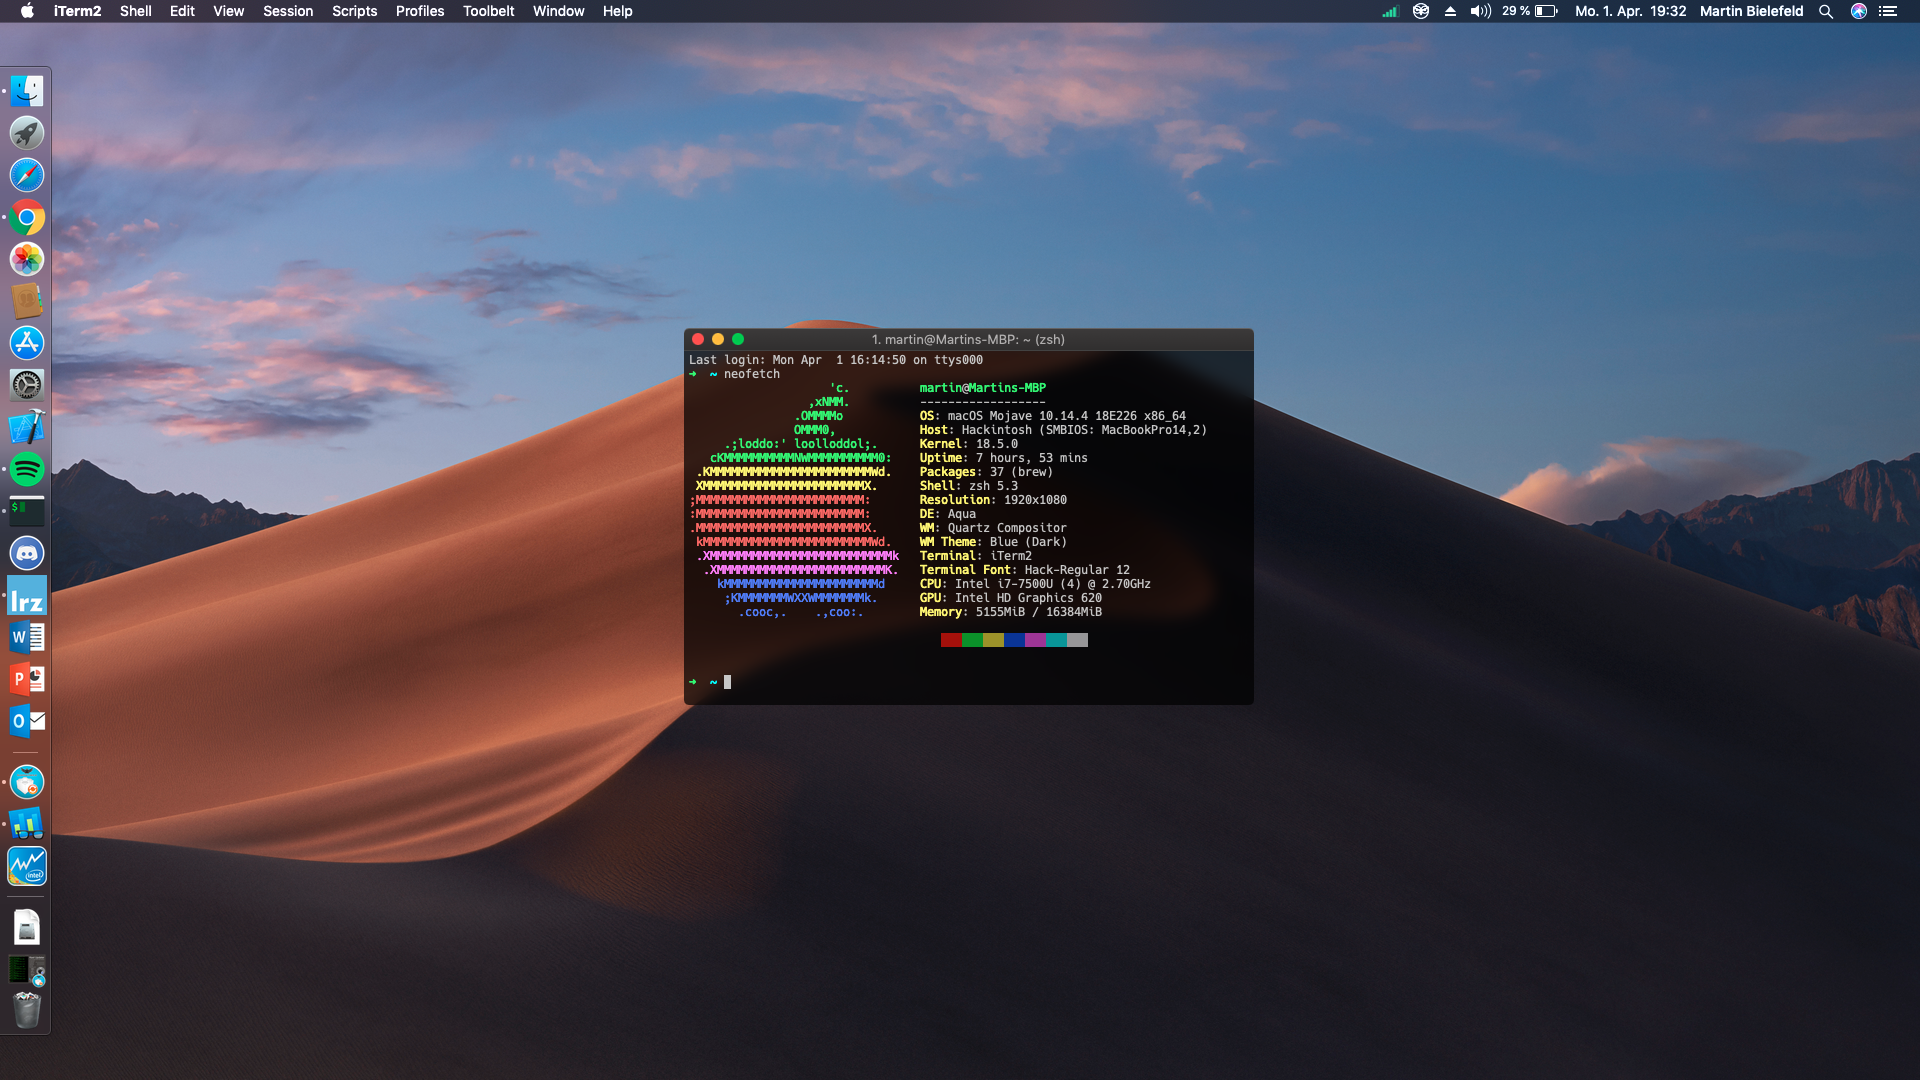 iTerm2 Shell Edit View Session Scripts Profiles Toolbelt Window Help 29 % Mo. 1. Apr. 19:32 Martin Bielefeld
1. martin@Martins-MBP: ~ (zsh)
Last login: Mon Apr  1 16:14:50 on ttys000
➜  ~ neofetch
                    'c.          martin@Martins-MBP
                 ,xNMM.          ------------------
               .OMMMMo           OS: macOS Mojave 10.14.4 18E226 x86_64
               OMMM0,            Host: Hackintosh (SMBIOS: MacBookPro14,2)
     .;loddo:' loolloddol;.      Kernel: 18.5.0
   cKMMMMMMMMMMNWMMMMMMMMMM0:    Uptime: 7 hours, 53 mins
 .KMMMMMMMMMMMMMMMMMMMMMMMWd.    Packages: 37 (brew)
 XMMMMMMMMMMMMMMMMMMMMMMMX.      Shell: zsh 5.3
;MMMMMMMMMMMMMMMMMMMMMMMM:       Resolution: 1920x1080
:MMMMMMMMMMMMMMMMMMMMMMMM:       DE: Aqua
.MMMMMMMMMMMMMMMMMMMMMMMMX.      WM: Quartz Compositor
 kMMMMMMMMMMMMMMMMMMMMMMMMWd.    WM Theme: Blue (Dark)
 .XMMMMMMMMMMMMMMMMMMMMMMMMMMk   Terminal: iTerm2
  .XMMMMMMMMMMMMMMMMMMMMMMMMK.   Terminal Font: Hack-Regular 12
    kMMMMMMMMMMMMMMMMMMMMMMd     CPU: Intel i7-7500U (4) @ 2.70GHz
     ;KMMMMMMMWXXWMMMMMMMk.      GPU: Intel HD Graphics 620
       .cooc,.    .,coo:.        Memory: 5155MiB / 16384MiB
➜  ~
$
lrz
W
P
O
intel